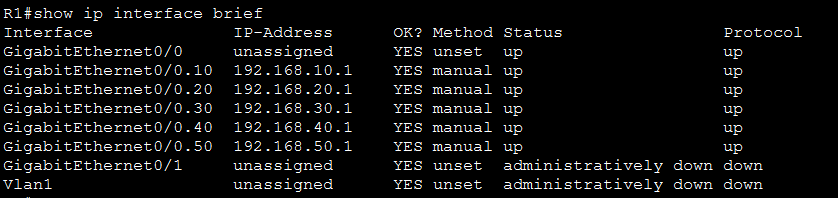 R1#show ip interface brief
Interface IP-Address OK? Method Status Protocol
GigabitEthernet0/0 unassigned YES unset up up
GigabitEthernet0/0.10 192.168.10.1 YES manual up up
GigabitEthernet0/0.20 192.168.20.1 YES manual up up
GigabitEthernet0/0.30 192.168.30.1 YES manual up up
GigabitEthernet0/0.40 192.168.40.1 YES manual up up
GigabitEthernet0/0.50 192.168.50.1 YES manual up up
GigabitEthernet0/1 unassigned YES unset administratively down down
Vlan1 unassigned YES unset administratively down down